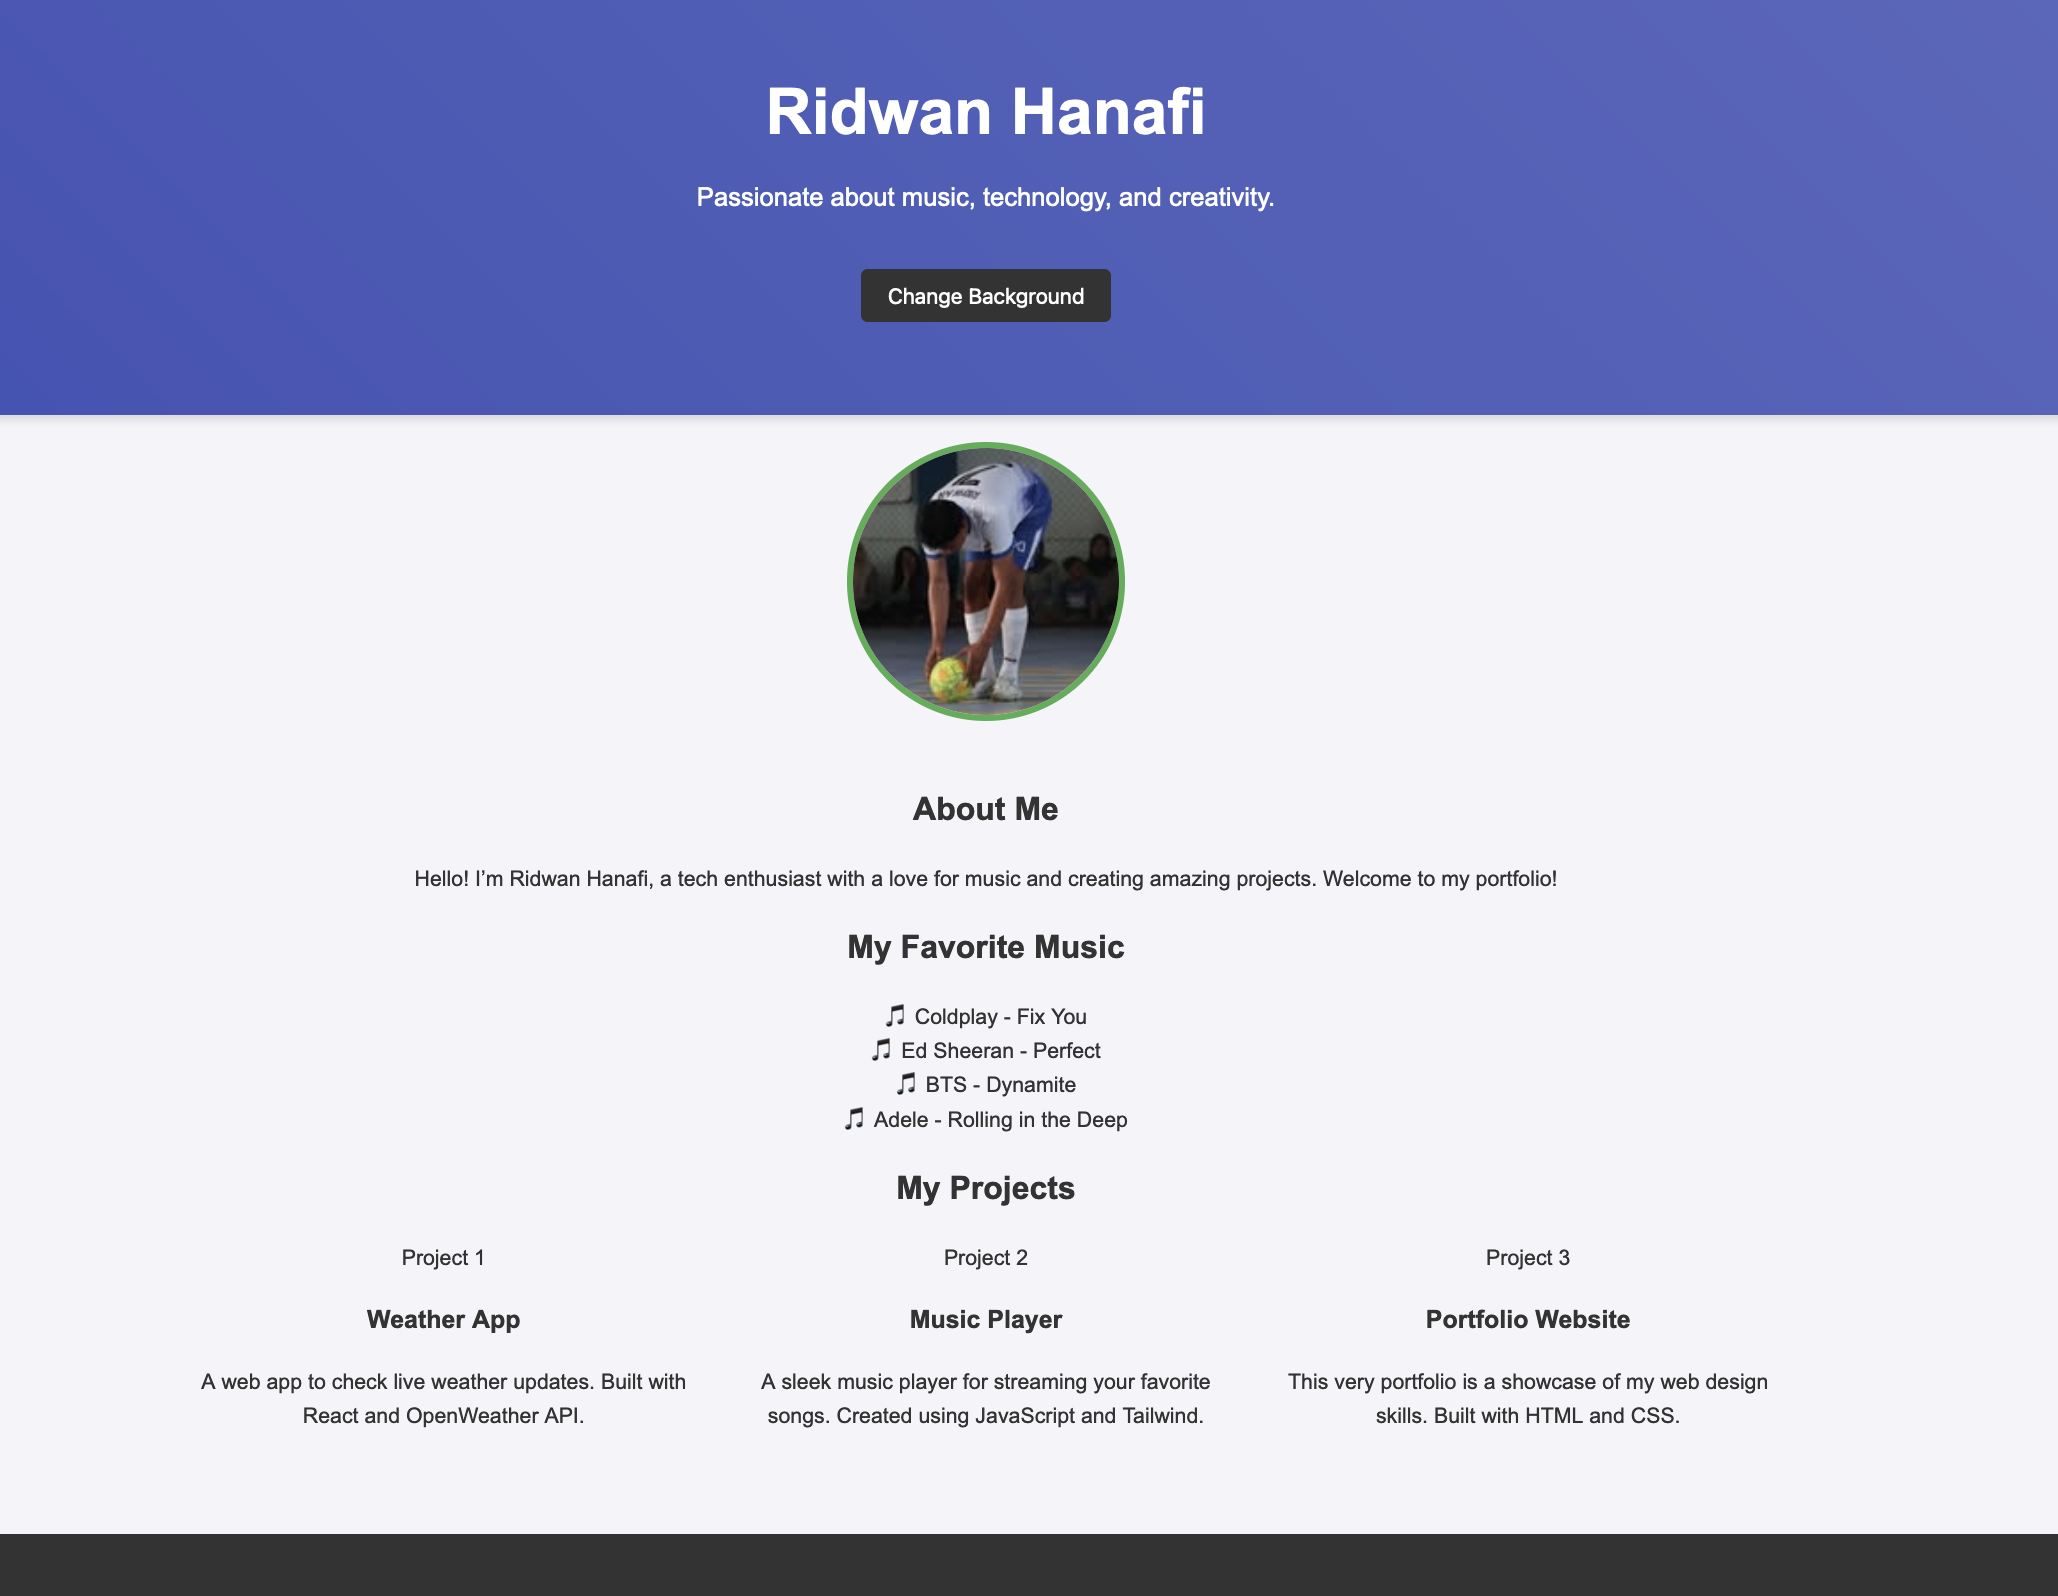 Ridwan Hanafi
Passionate about music, technology, and creativity.
Change Background
About Me
Hello! I’m Ridwan Hanafi, a tech enthusiast with a love for music and creating amazing projects. Welcome to my portfolio!
My Favorite Music
🎵 Coldplay - Fix You
🎵 Ed Sheeran - Perfect
🎵 BTS - Dynamite
🎵 Adele - Rolling in the Deep
My Projects
Project 1
Weather App
A web app to check live weather updates. Built with
React and OpenWeather API.
Project 2
Music Player
A sleek music player for streaming your favorite
songs. Created using JavaScript and Tailwind.
Project 3
Portfolio Website
This very portfolio is a showcase of my web design
skills. Built with HTML and CSS.